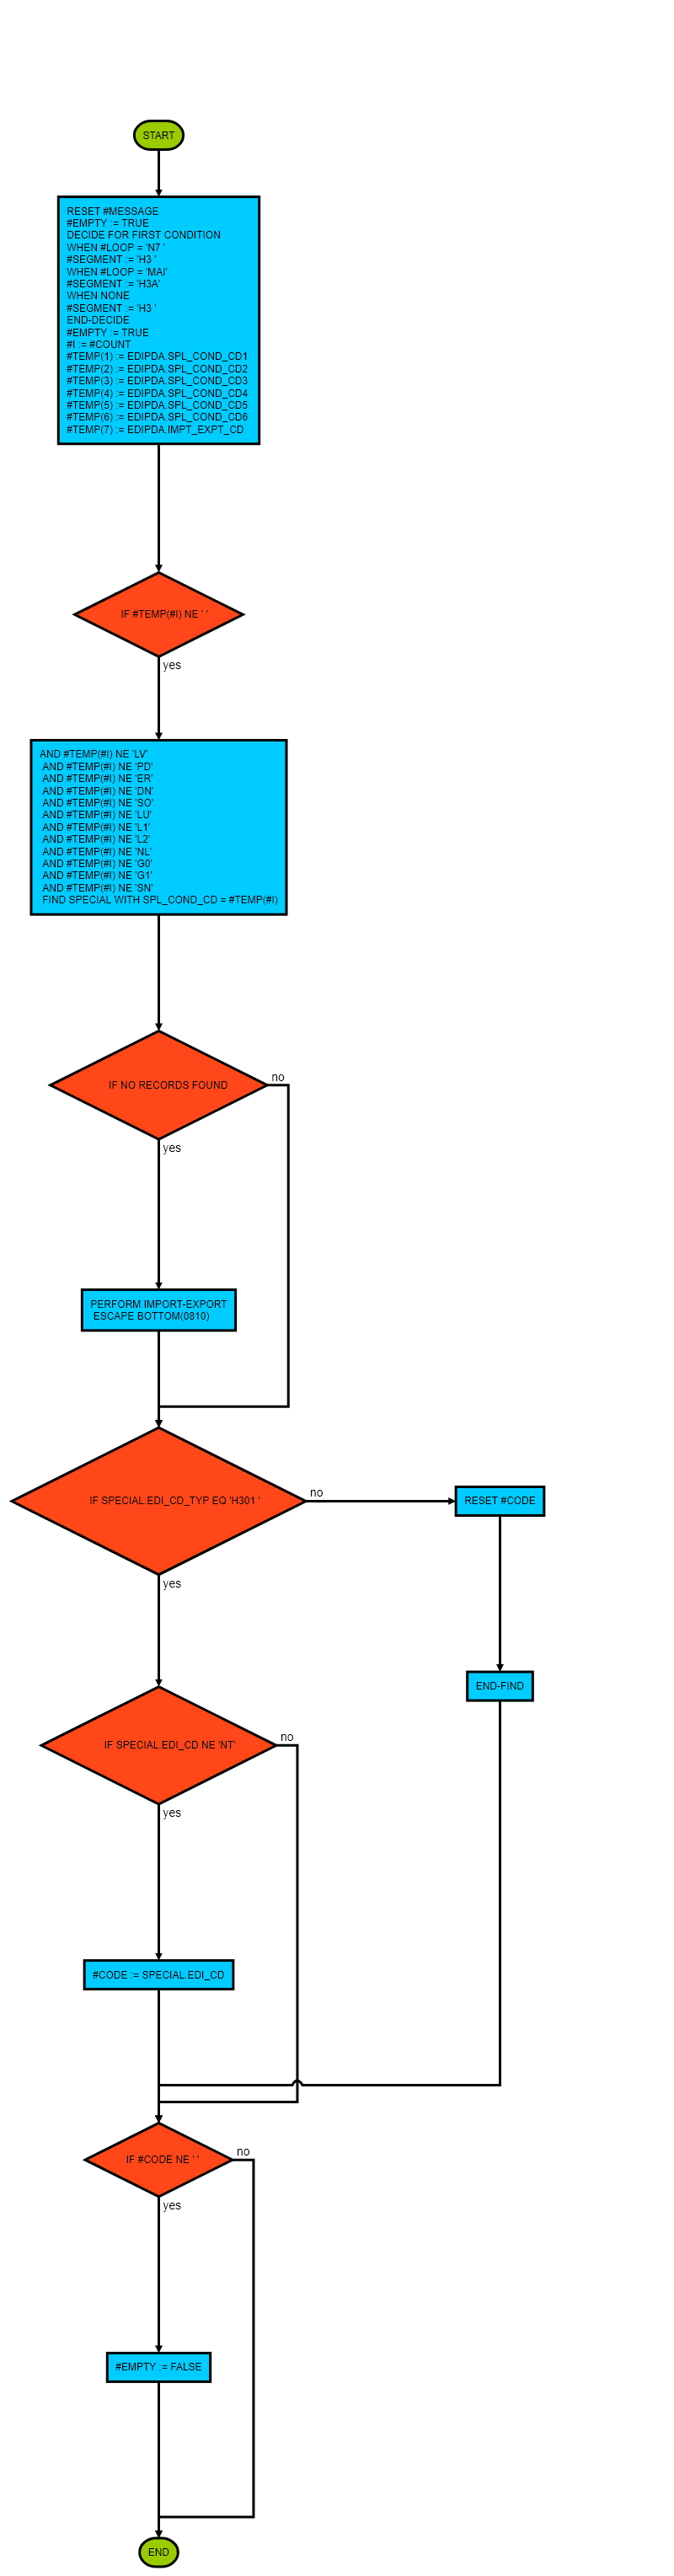 START
RESET #MESSAGE
#EMPTY := TRUE
DECIDE FOR FIRST CONDITION
WHEN #LOOP = 'N7 '
#SEGMENT := 'H3 '
WHEN #LOOP = 'MAI'
#SEGMENT := 'H3A'
WHEN NONE
#SEGMENT := 'H3 '
END-DECIDE
#EMPTY := TRUE
#I := #COUNT
#TEMP(1) := EDIPDA.SPL_COND_CD1
#TEMP(2) := EDIPDA.SPL_COND_CD2
#TEMP(3) := EDIPDA.SPL_COND_CD3
#TEMP(4) := EDIPDA.SPL_COND_CD4
#TEMP(5) := EDIPDA.SPL_COND_CD5
#TEMP(6) := EDIPDA.SPL_COND_CD6
#TEMP(7) := EDIPDA.IMPT_EXPT_CD
IF #TEMP(#I) NE ' '
yes
AND #TEMP(#I) NE 'LV'
AND #TEMP(#I) NE 'PD'
AND #TEMP(#I) NE 'ER'
AND #TEMP(#I) NE 'DN'
AND #TEMP(#I) NE 'SO'
AND #TEMP(#I) NE 'LU'
AND #TEMP(#I) NE 'L1'
AND #TEMP(#I) NE 'L2'
AND #TEMP(#I) NE 'NL'
AND #TEMP(#I) NE 'G0'
AND #TEMP(#I) NE 'G1'
AND #TEMP(#I) NE 'SN'
FIND SPECIAL WITH SPL_COND_CD = #TEMP(#I)
IF NO RECORDS FOUND
no
yes
PERFORM IMPORT-EXPORT
ESCAPE BOTTOM(0810)
IF SPECIAL.EDI_CD_TYP EQ 'H301 '
no
RESET #CODE
yes
END-FIND
IF SPECIAL.EDI_CD NE 'NT'
no
yes
#CODE := SPECIAL.EDI_CD
IF #CODE NE ' '
no
yes
#EMPTY := FALSE
END